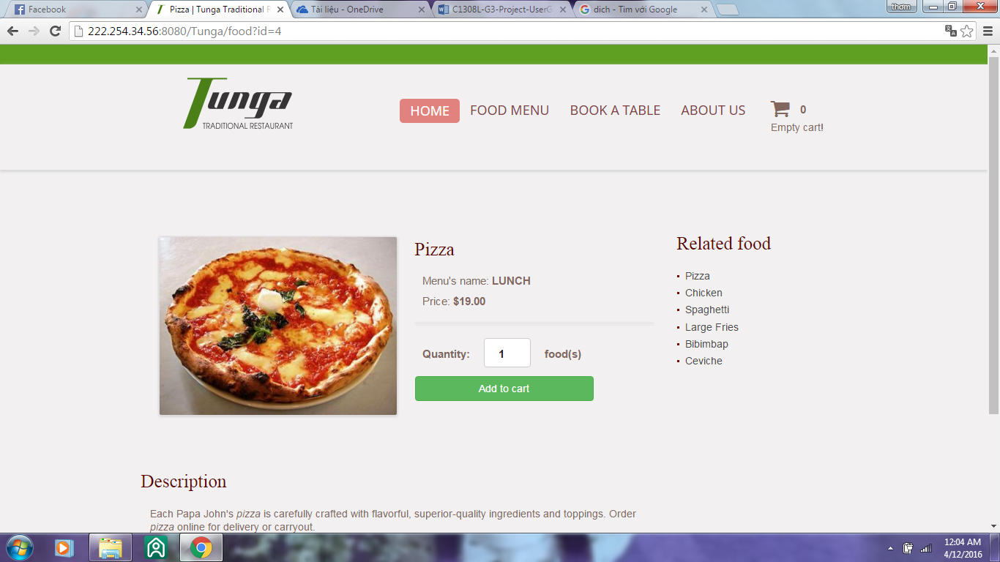 Facebook
Pizza | Tunga Traditional R
Tài liệu - OneDrive
C1308L-G3-Project-UserG
dich - Tìm với Google
thom
222.254.34.56:8080/Tunga/food?id=4
Tunga
TRADITIONAL RESTAURANT
HOME
FOOD MENU
BOOK A TABLE
ABOUT US
0
Empty cart!
Pizza
Menu's name: LUNCH
Price: $19.00
Quantity: 1 food(s)
Add to cart
Related food
Pizza
Chicken
Spaghetti
Large Fries
Bibimbap
Ceviche
Description
Each Papa John's pizza is carefully crafted with flavorful, superior-quality ingredients and toppings. Order
pizza online for delivery or carryout.
12:04 AM
4/12/2016